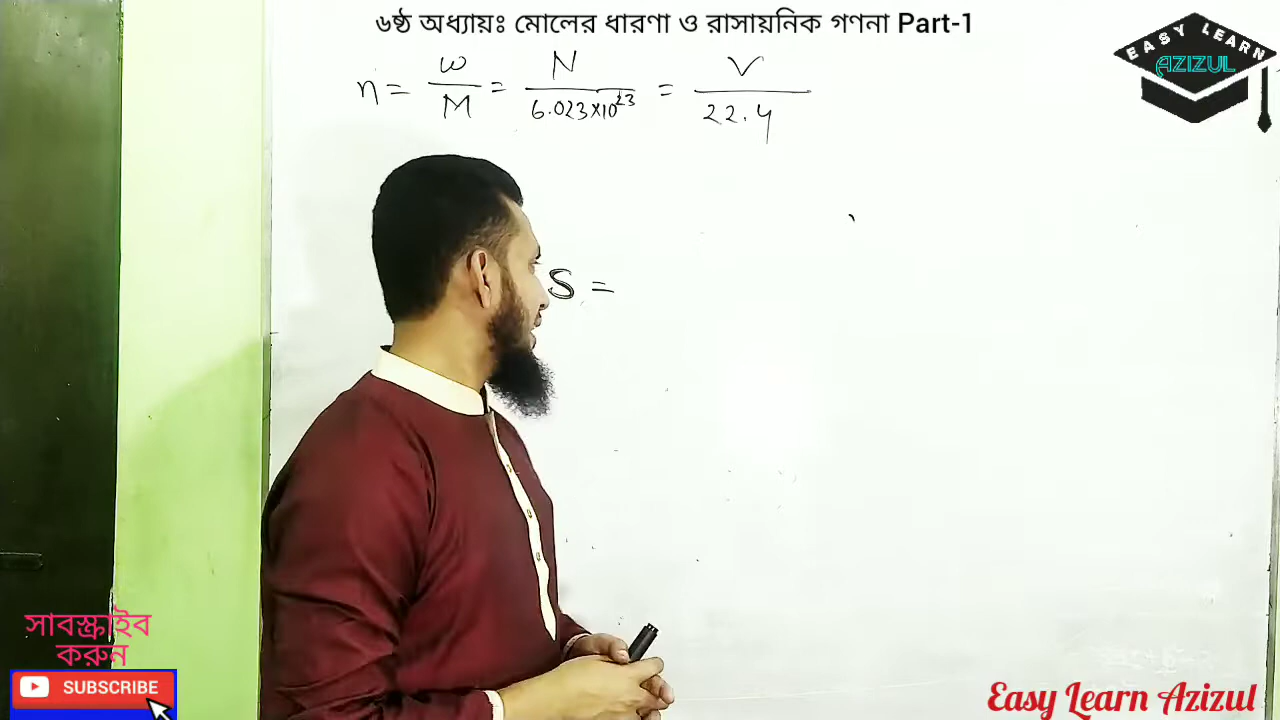 ৬ষ্ঠ অধ্যায়ঃ মোলের ধারণা ও রাসায়নিক গণনা Part-1
EASY LEARN
AZIZUL
n = w/M = N/6.023×10²³ = V/22.4
S =
সাবস্ক্রাইব
করুন
SUBSCRIBE
Easy Learn Azizul